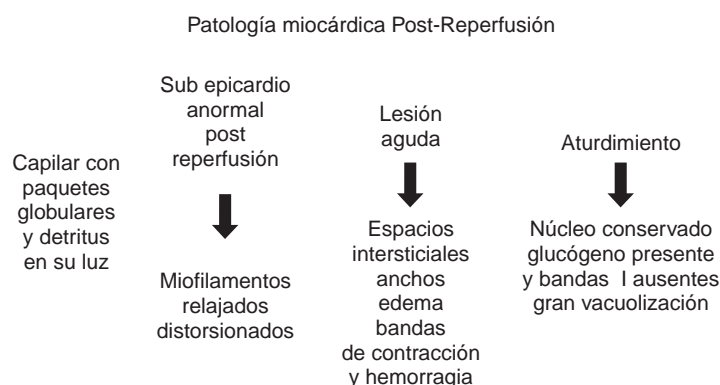 Patología miocárdica Post-Reperfusión
Capilar con
paquetes
globulares
y detritus
en su luz
Sub epicardio
anormal
post
reperfusión
Miofilamentos
relajados
distorsionados
Lesión
aguda
Espacios
intersticiales
anchos
edema
bandas
de contracción
y hemorragia
Aturdimiento
Núcleo conservado
glucógeno presente
y bandas I ausentes
gran vacuolización